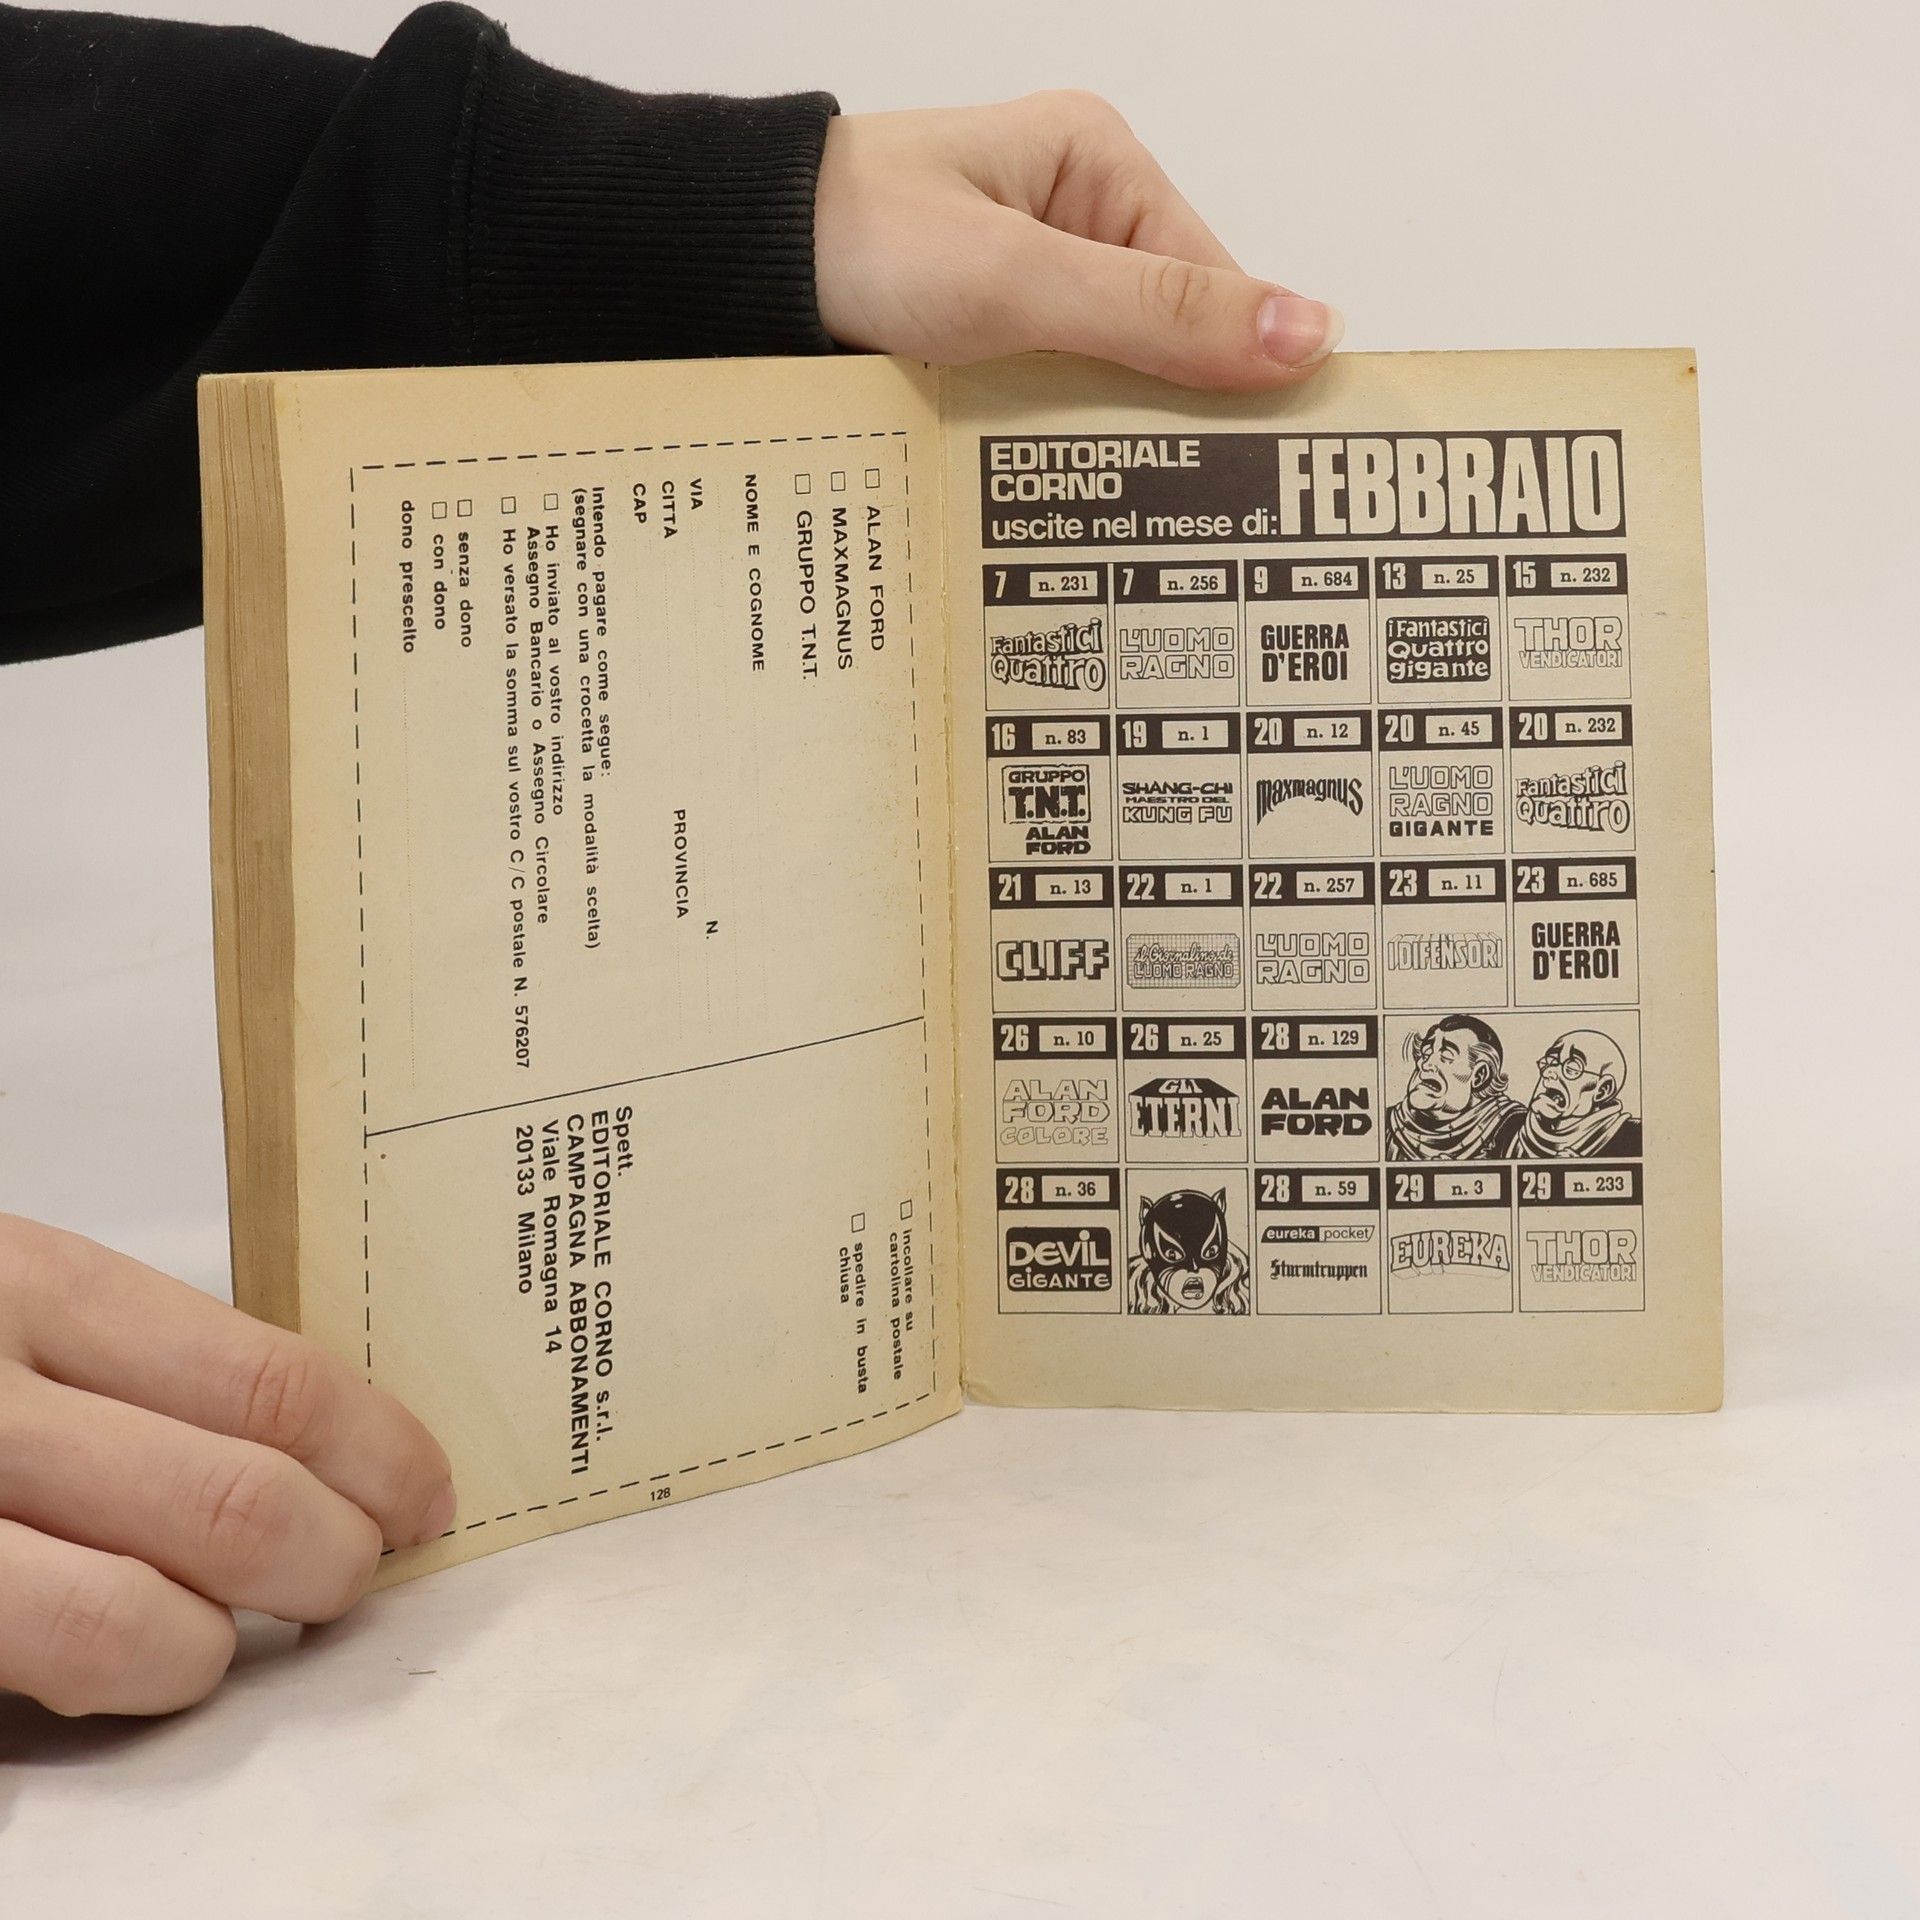 ALAN FORD
MAXMAGNUS
GRUPPO T.N.T.
NOME E COGNOME
VIA
N.
CITTÀ
PROVINCIA
CAP
Intendo pagare come segue:
(segnare con una crocetta la modalità scelta)
Ho inviato al vostro indirizzo
Assegno Bancario o Assegno Circolare
Ho versato la somma sul vostro C/C postale N. 576207
senza dono
con dono
dono prescelto
incollare su
cartolina postale
spedire in busta
chiusa
Spett.
EDITORIALE CORNO s.r.l.
CAMPAGNA ABBONAMENTI
Viale Romagna 14
20133 Milano
128
EDITORIALE
CORNO
uscite nel mese di: FEBBRAIO
7 n. 231
Fantastici
Quattro
7 n. 256
L'UOMO
RAGNO
9 n. 684
GUERRA
D'EROI
13 n. 25
i Fantastici
Quattro
gigante
15 n. 232
THOR
VENDICATORI
16 n. 83
GRUPPO
T.N.T.
ALAN
FORD
19 n. 1
SHANG-CHI
MAESTRO DEL
KUNG FU
20 n. 12
maxmagnus
20 n. 45
L'UOMO
RAGNO
GIGANTE
20 n. 232
Fantastici
Quattro
21 n. 13
CLIFF
22 n. 1
il Giornalino de
L'UOMO RAGNO
22 n. 257
L'UOMO
RAGNO
23 n. 11
I DIFENSORI
23 n. 685
GUERRA
D'EROI
26 n. 10
ALAN
FORD
COLORE
26 n. 25
GLI
ETERNI
28 n. 129
ALAN
FORD
28 n. 36
DEVIL
GIGANTE
28 n. 59
eureka pocket
Sturmtruppen
29 n. 3
EUREKA
29 n. 233
THOR
VENDICATORI